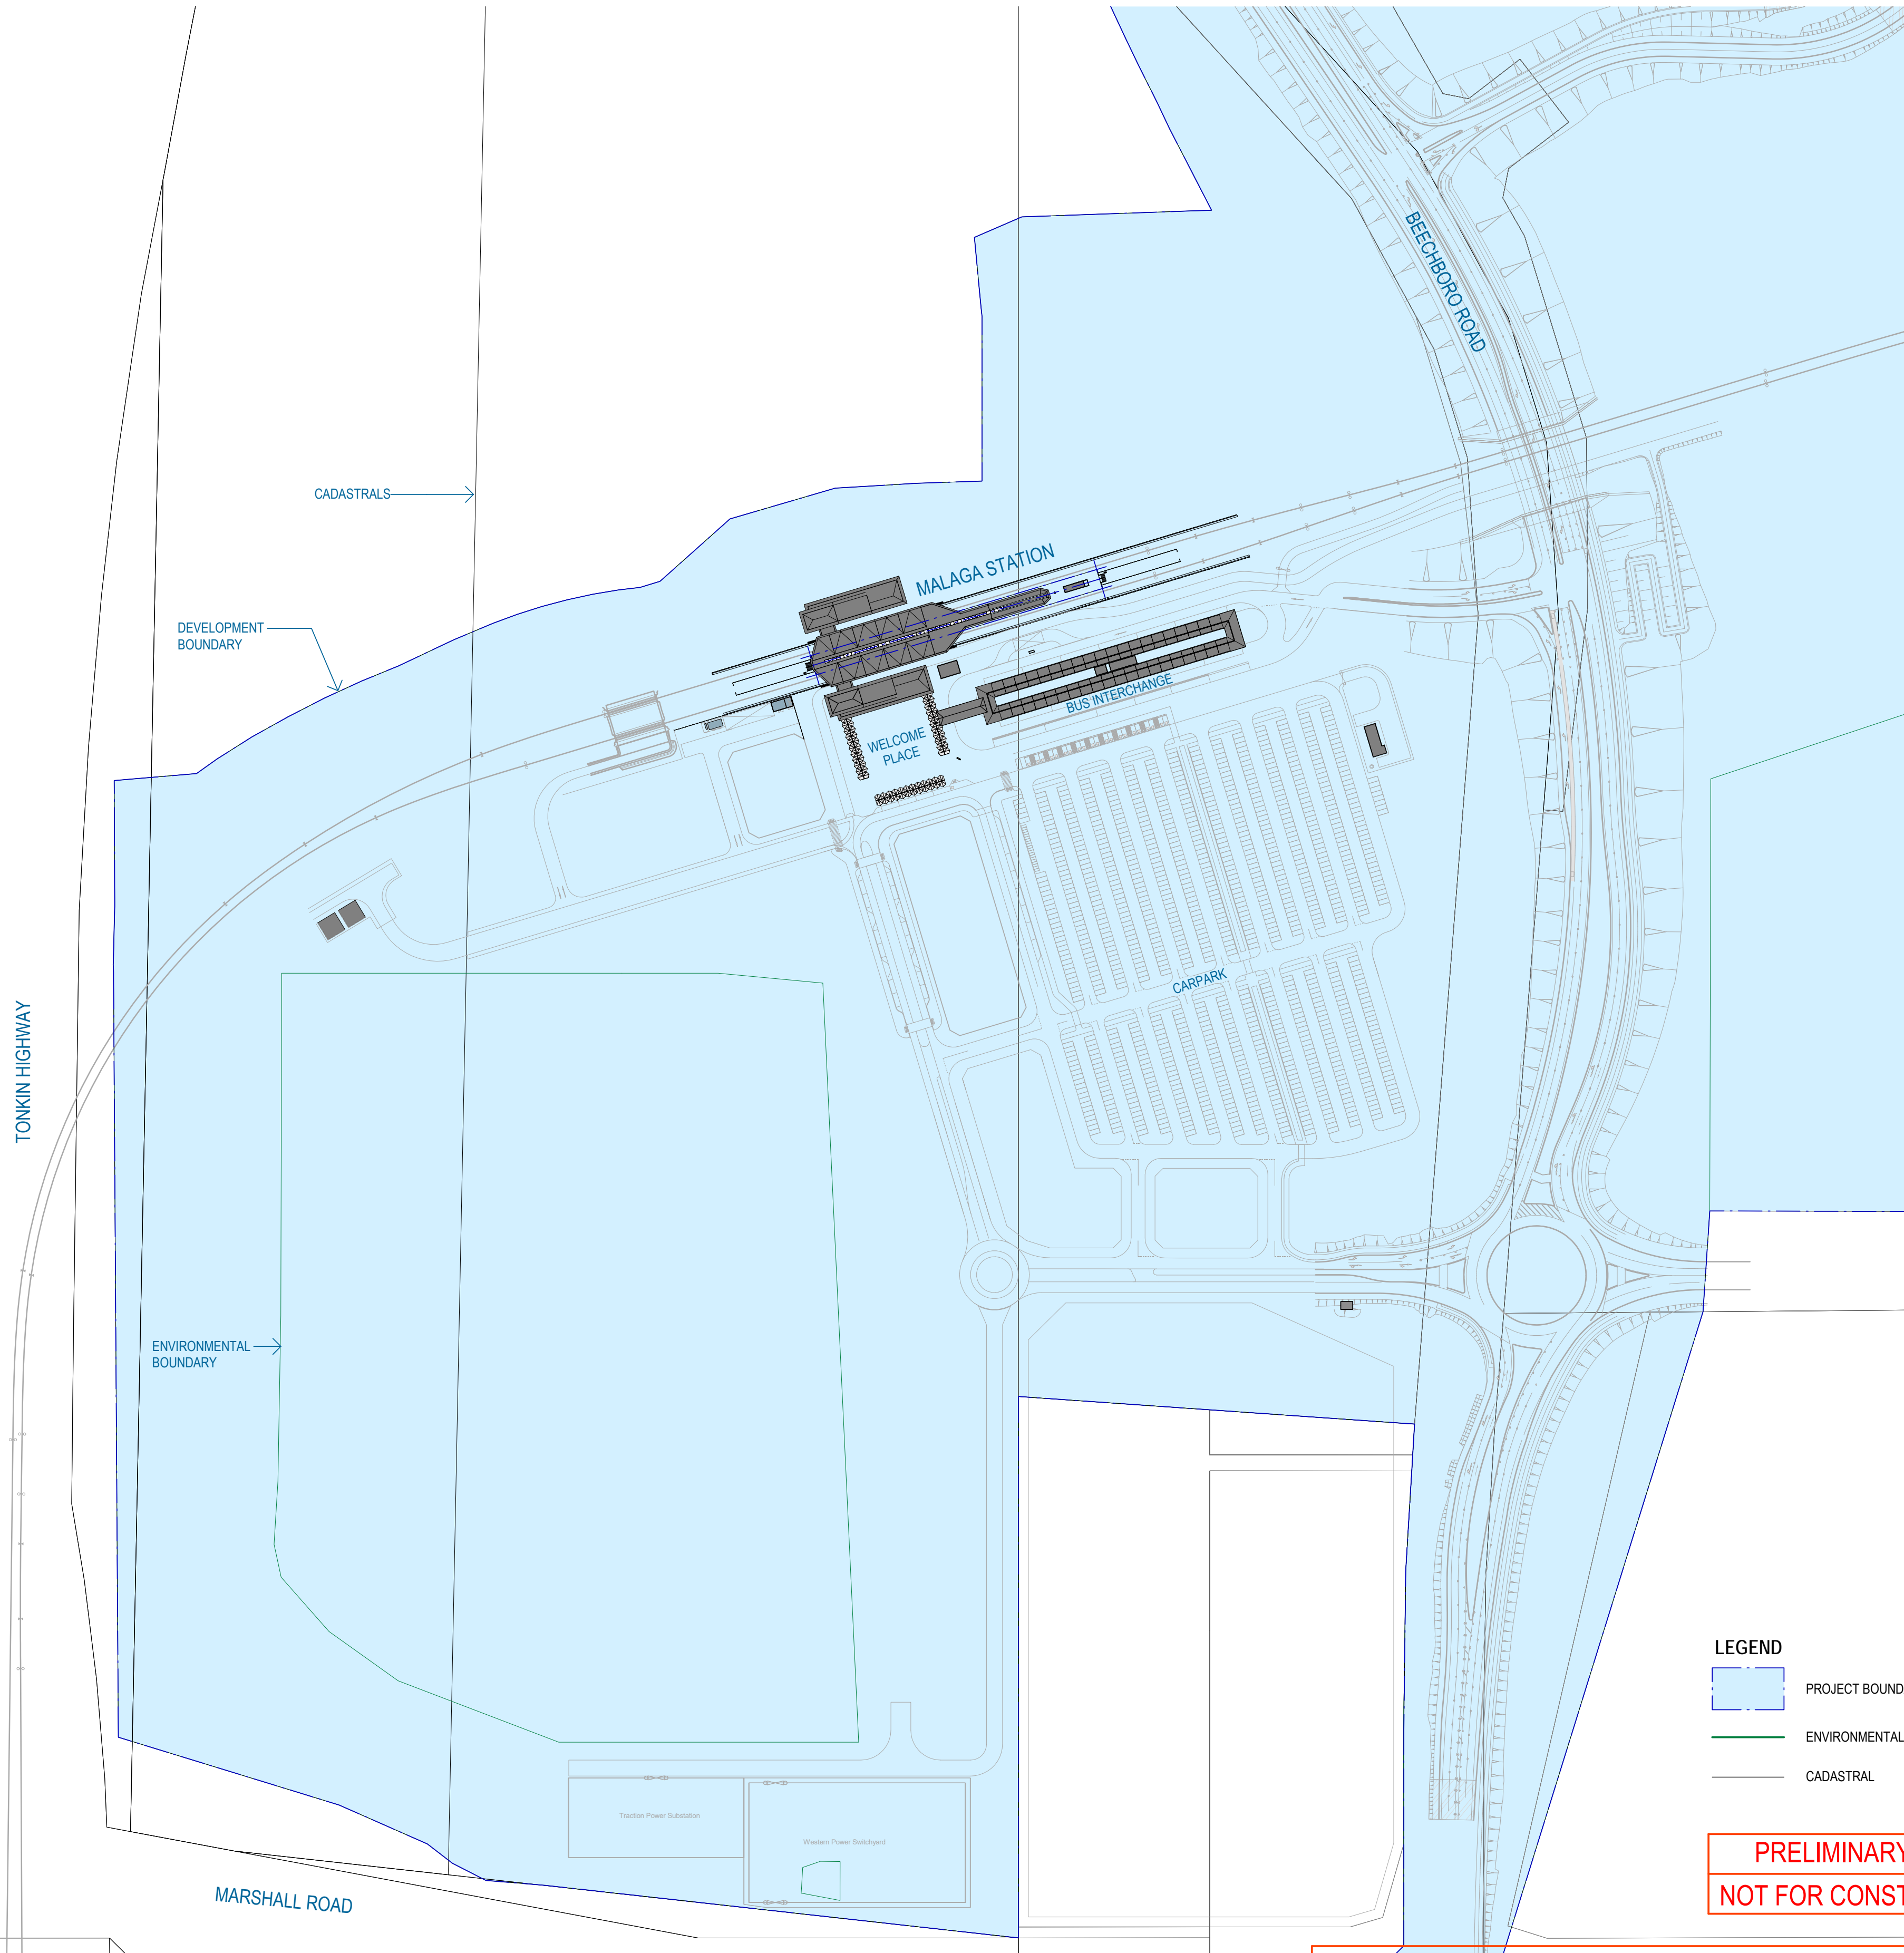 BEECHBORO ROAD
CADASTRALS
MALAGA STATION
DEVELOPMENT
BOUNDARY
BUS INTERCHANGE
WELCOME
PLACE
CARPARK
TONKIN HIGHWAY
ENVIRONMENTAL
BOUNDARY
LEGEND
PROJECT BOUND
ENVIRONMENTAL
CADASTRAL
Traction Power Substation
Western Power Switchyard
PRELIMINARY
NOT FOR CONST
MARSHALL ROAD